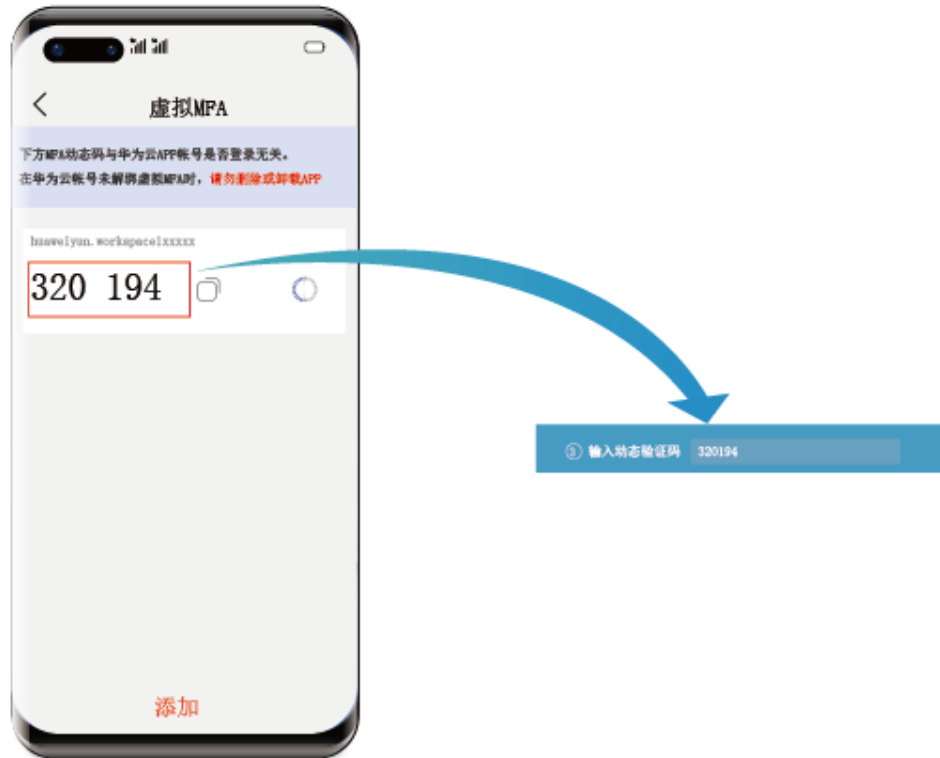 虚拟MFA
下方MFA动态码与华为云APP帐号是否登录无关。
在华为云帐号未解绑虚拟MFA时，请勿删除或卸载APP
huaweiyun.workspacelxxxxx
320 194
③ 输入动态验证码 320194
添加